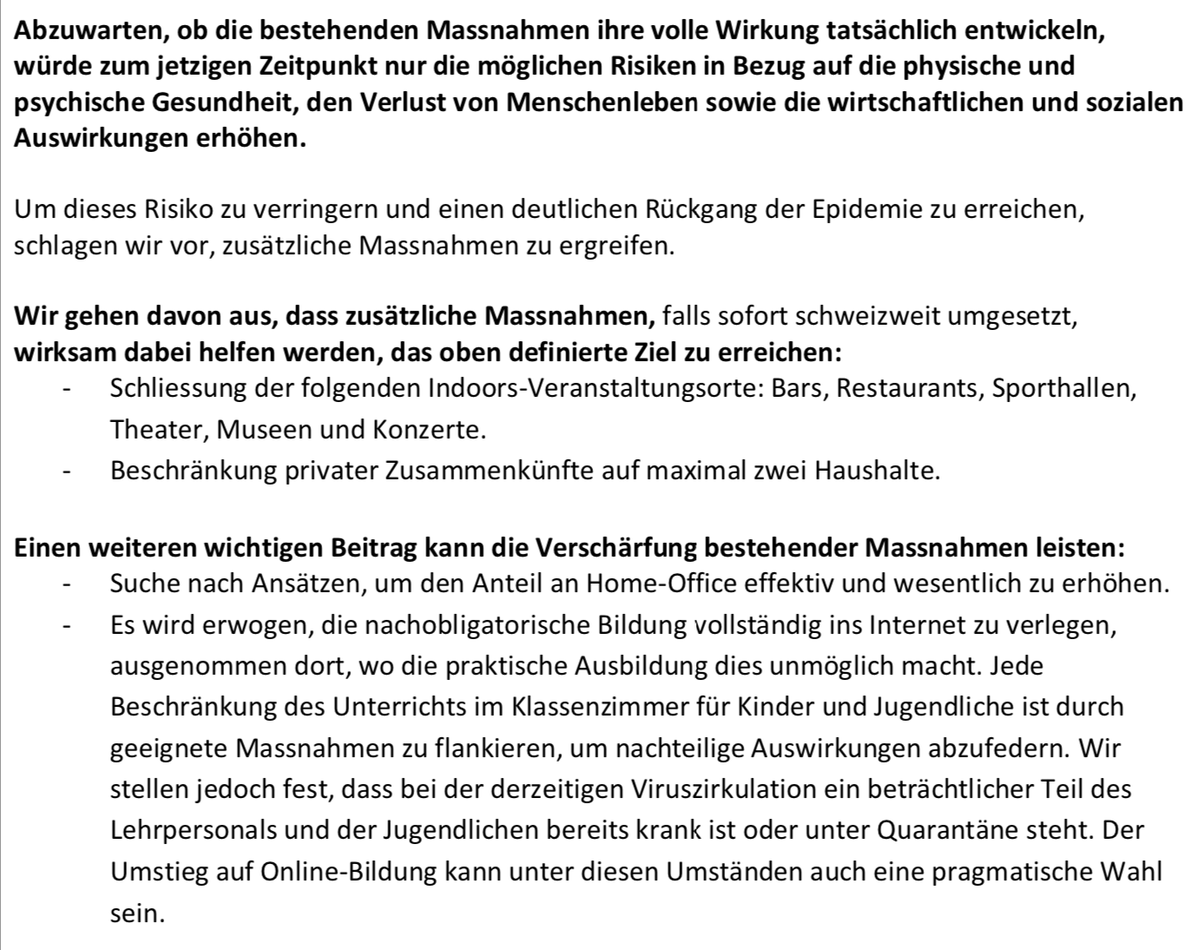 Abzuwarten, ob die bestehenden Massnahmen ihre volle Wirkung tatsächlich entwickeln,
würde zum jetzigen Zeitpunkt nur die möglichen Risiken in Bezug auf die physische und
psychische Gesundheit, den Verlust von Menschenleben sowie die wirtschaftlichen und sozialen
Auswirkungen erhöhen.
Um dieses Risiko zu verringern und einen deutlichen Rückgang der Epidemie zu erreichen,
schlagen wir vor, zusätzliche Massnahmen zu ergreifen.
Wir gehen davon aus, dass zusätzliche Massnahmen, falls sofort schweizweit umgesetzt,
wirksam dabei helfen werden, das oben definierte Ziel zu erreichen:
- Schliessung der folgenden Indoors-Veranstaltungsorte: Bars, Restaurants, Sporthallen,
Theater, Museen und Konzerte.
- Beschränkung privater Zusammenkünfte auf maximal zwei Haushalte.
Einen weiteren wichtigen Beitrag kann die Verschärfung bestehender Massnahmen leisten:
- Suche nach Ansätzen, um den Anteil an Home-Office effektiv und wesentlich zu erhöhen.
- Es wird erwogen, die nachobligatorische Bildung vollständig ins Internet zu verlegen,
ausgenommen dort, wo die praktische Ausbildung dies unmöglich macht. Jede
Beschränkung des Unterrichts im Klassenzimmer für Kinder und Jugendliche ist durch
geeignete Massnahmen zu flankieren, um nachteilige Auswirkungen abzufedern. Wir
stellen jedoch fest, dass bei der derzeitigen Viruszirkulation ein beträchtlicher Teil des
Lehrpersonals und der Jugendlichen bereits krank ist oder unter Quarantäne steht. Der
Umstieg auf Online-Bildung kann unter diesen Umständen auch eine pragmatische Wahl
sein.